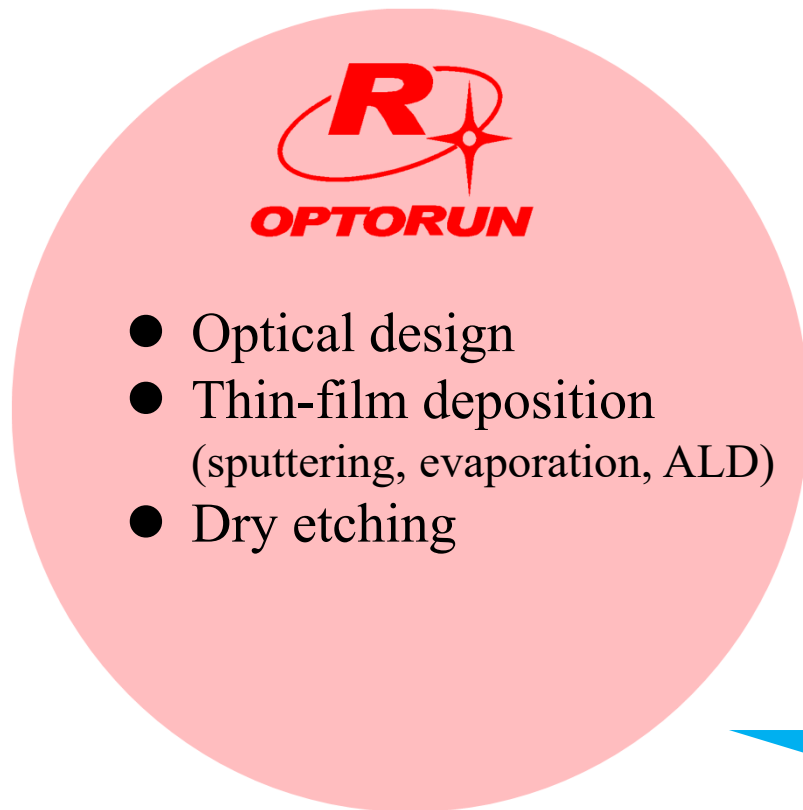 R
OPTORUN
● Optical design
● Thin-film deposition
(sputtering, evaporation, ALD)
● Dry etching